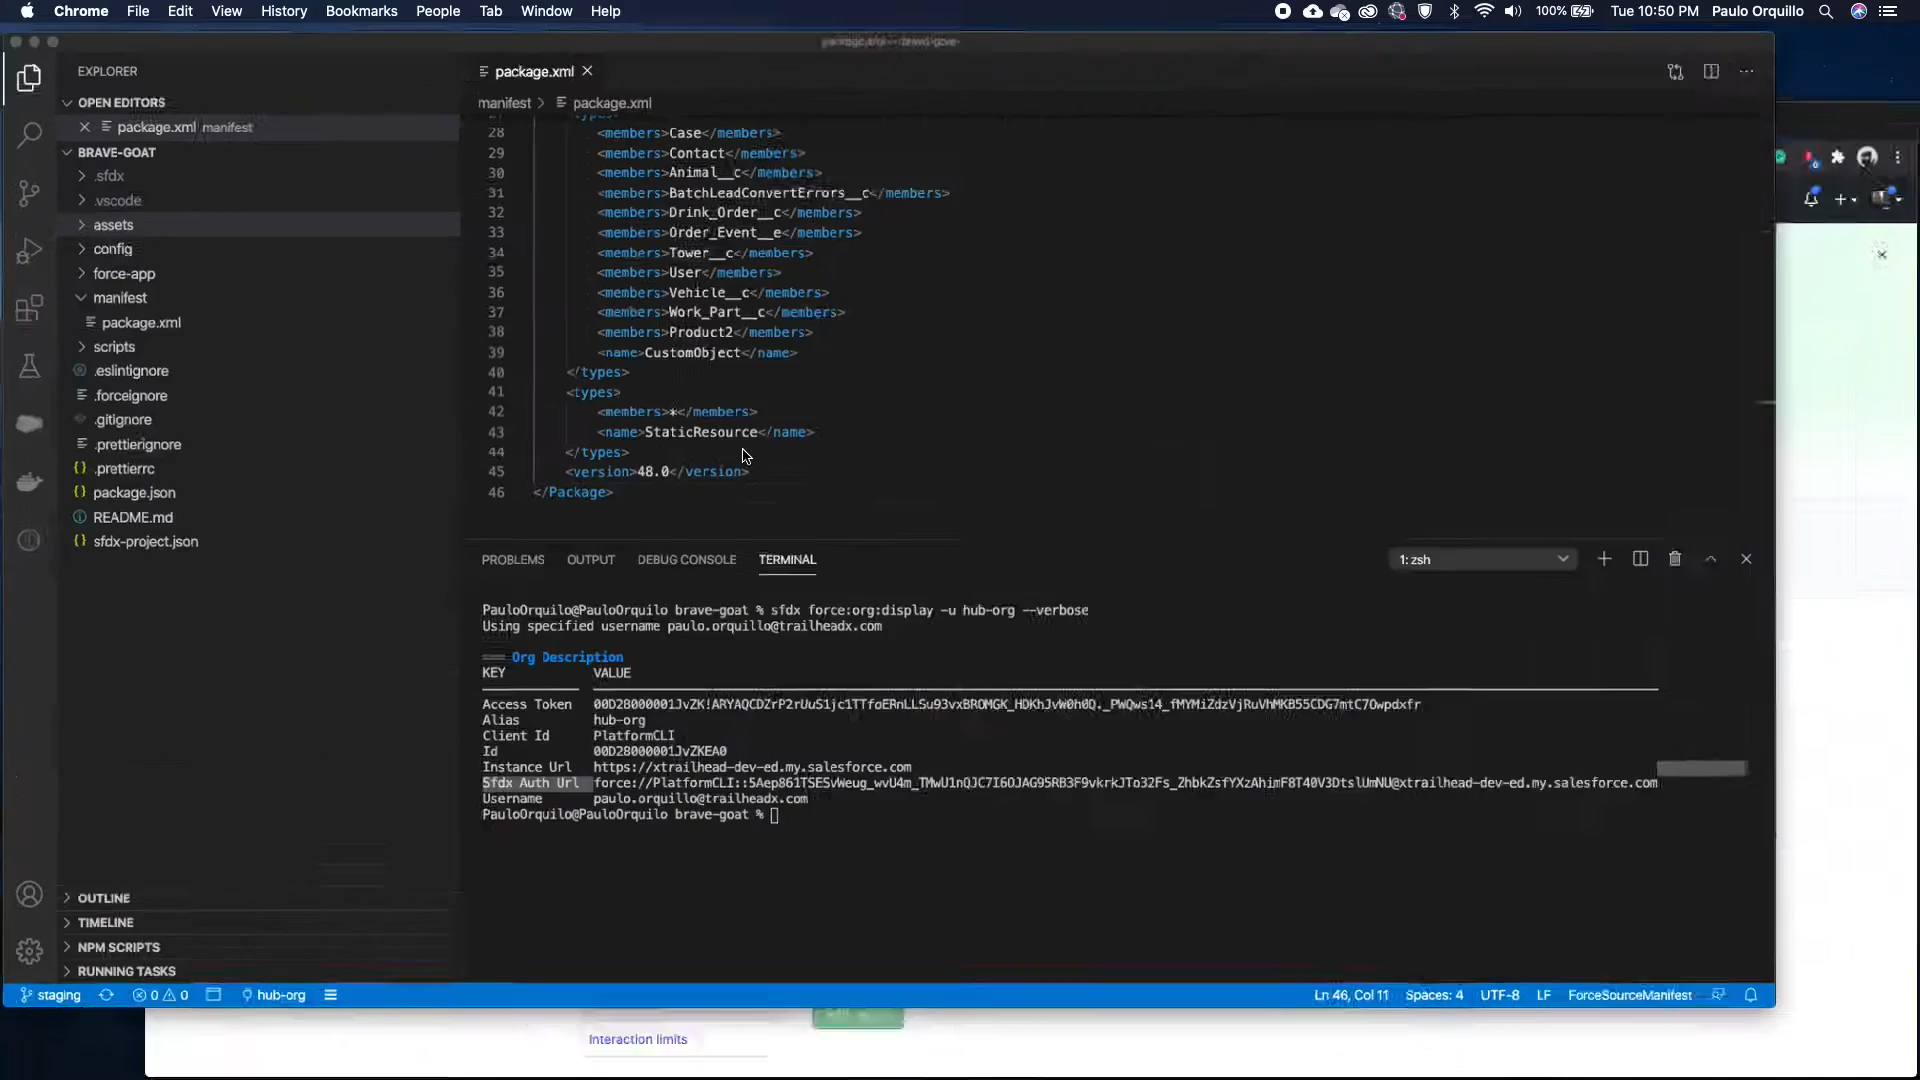 Chrome File Edit View History Bookmarks People Tab Window Help 100% Tue 10:50 PM Paulo Orquillo
EXPLORER
OPEN EDITORS
package.xml manifest
BRAVE-GOAT
.sfdx
.vscode
assets
config
force-app
manifest
package.xml
scripts
.eslintignore
.forceignore
.gitignore
.prettierignore
.prettierrc
package.json
README.md
sfdx-project.json
OUTLINE
TIMELINE
NPM SCRIPTS
RUNNING TASKS
package.xml
manifest > package.xml
28 <members>Case</members>
29 <members>Contact</members>
30 <members>Animal__c</members>
31 <members>BatchLeadConvertErrors__c</members>
32 <members>Drink_Order__c</members>
33 <members>Order_Event__e</members>
34 <members>Tower__c</members>
35 <members>User</members>
36 <members>Vehicle__c</members>
37 <members>Work_Part__c</members>
38 <members>Product2</members>
39 <name>CustomObject</name>
40 </types>
41 <types>
42 <members>*</members>
43 <name>StaticResource</name>
44 </types>
45 <version>48.0</version>
46 </Package>
PROBLEMS OUTPUT DEBUG CONSOLE TERMINAL 1: zsh
PauloOrquilo@PauloOrquilo brave-goat % sfdx force:org:display -u hub-org --verbose
Using specified username paulo.orquillo@trailheadx.com
=== Org Description
KEY VALUE
Access Token
Alias hub-org
Client Id PlatformCLI
Id 00D28000001JvZKEA0
Instance Url https://xtrailhead-dev-ed.my.salesforce.com
Sfdx Auth Url
Username paulo.orquillo@trailheadx.com
PauloOrquilo@PauloOrquilo brave-goat %
staging 0 0 hub-org Ln 46, Col 11 Spaces: 4 UTF-8 LF ForceSourceManifest
Interaction limits